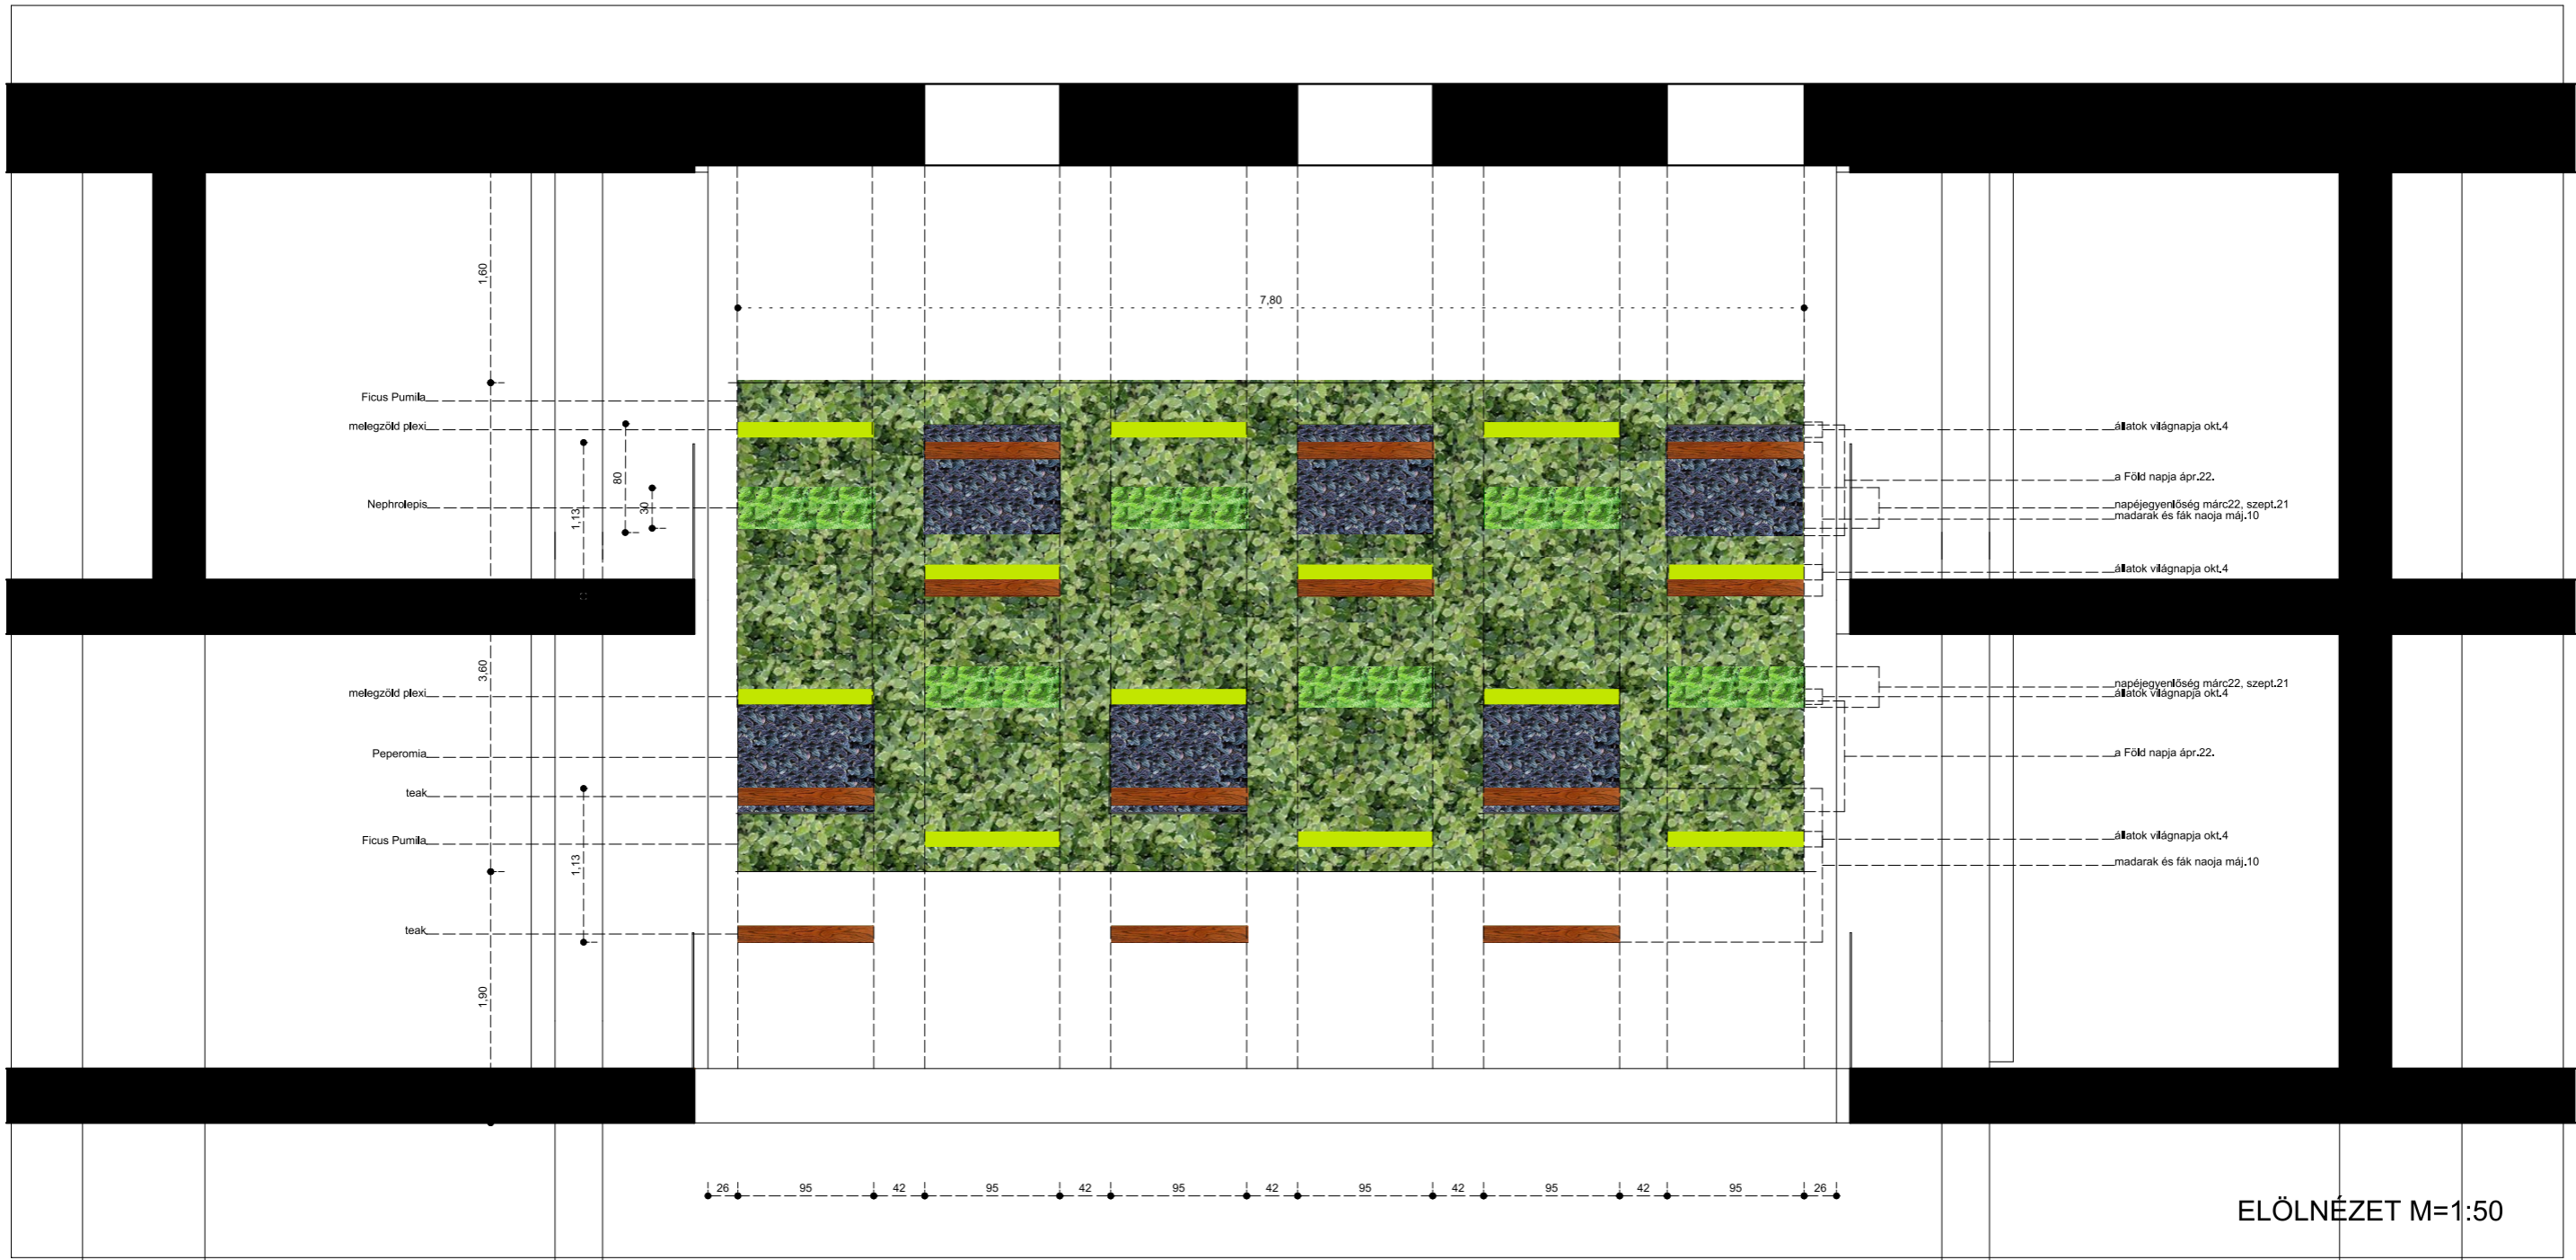 1,60
7,80
Ficus Pumila
melegzöld plexi
állatok világnapja okt.4
80
a Föld napja ápr.22.
Nephrolepis
1,13
30
napéjegyenlőség márc22, szept.21
madarak és fák naoja máj.10
állatok világnapja okt.4
3,60
melegzöld plexi
napéjegyenlőség márc22, szept.21
állatok világnapja okt.4
Peperomia
a Föld napja ápr.22.
teak
Ficus Pumila
állatok világnapja okt.4
1,13
madarak és fák naoja máj.10
teak
1,90
26 95 42 95 42 95 42 95 42 95 42 95 26
ELÖLNÉZET M=1:50